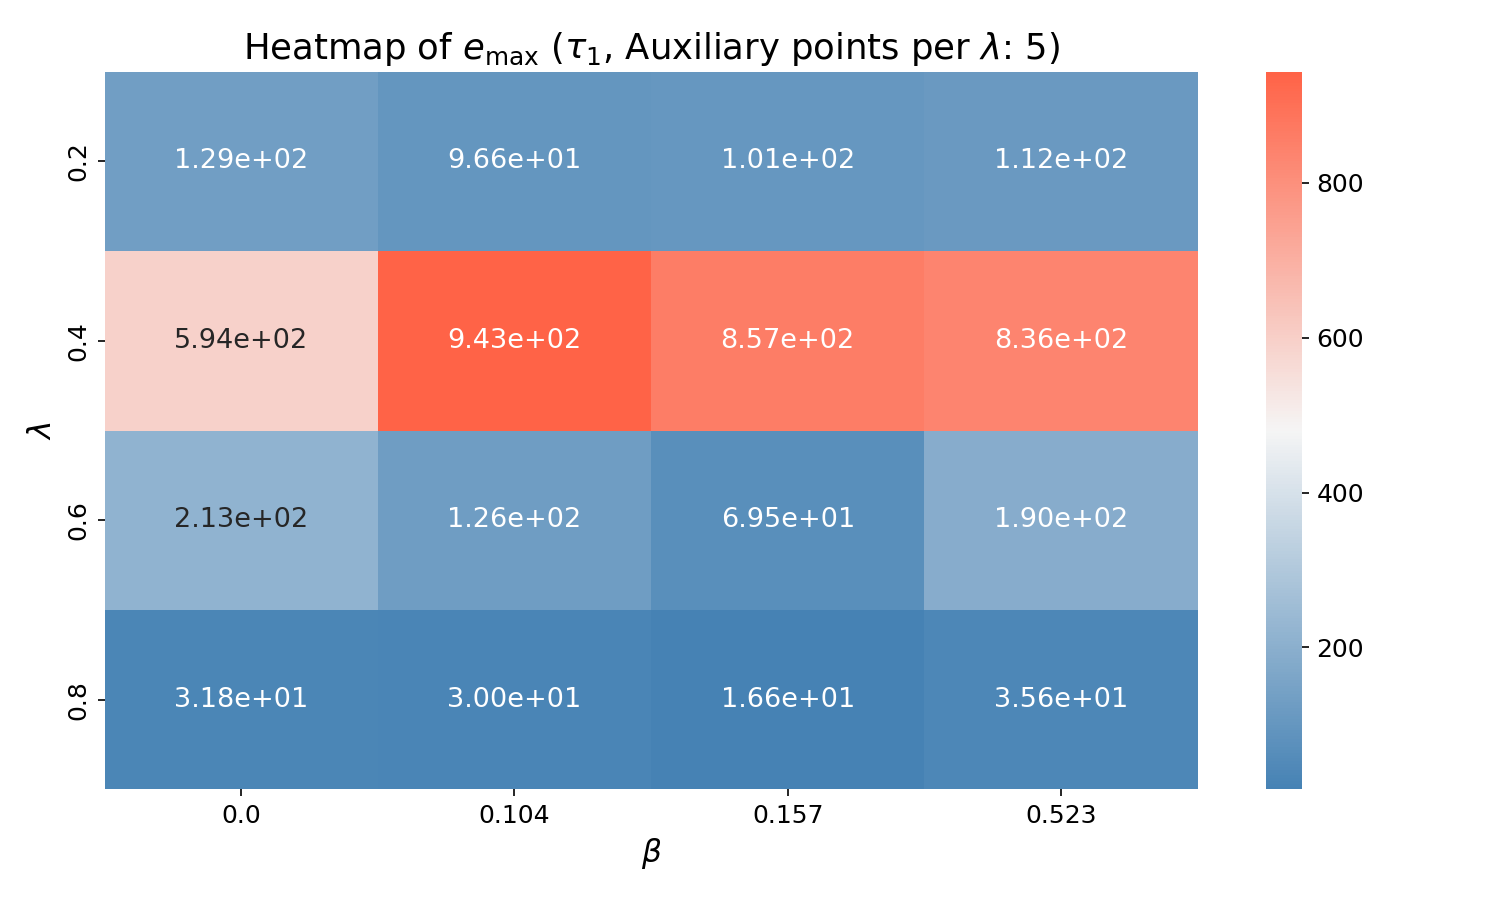 Heatmap of e_max (τ_1, Auxiliary points per λ: 5)
0.2 1.29e+02 9.66e+01 1.01e+02 1.12e+02
0.4 5.94e+02 9.43e+02 8.57e+02 8.36e+02
0.6 2.13e+02 1.26e+02 6.95e+01 1.90e+02
0.8 3.18e+01 3.00e+01 1.66e+01 3.56e+01
0.0 0.104 0.157 0.523
β
λ
800
600
400
200